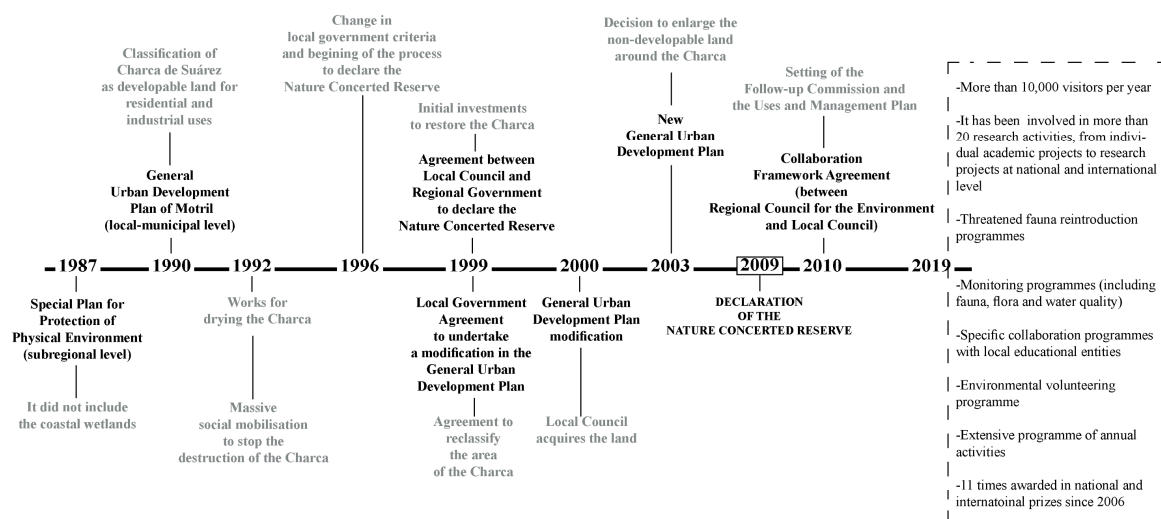 Classification of
Charca de Suárez
as developable land for
residential and
industrial uses
General
Urban Development
Plan of Motril
(local-municipal level)
Change in
local government criteria
and begining of the process
to declare the
Nature Concerted Reserve
Initial investments
to restore the Charca
Agreement between
Local Council and
Regional Government
to declare the
Nature Concerted Reserve
Decision to enlarge the
non-developable land
around the Charca
New
General Urban
Development Plan
Setting of the
Follow-up Commission and
the Uses and Management Plan
Collaboration
Framework Agreement
(between
Regional Council for the Environment
and Local Council)
1987 1990 1992 1996 1999 2000 2003 2009 2010 2019
Special Plan for
Protection of
Physical Environment
(subregional level)
It did not include
the coastal wetlands
Works for
drying the Charca
Massive
social mobilisation
to stop the
destruction of the Charca
Local Government
Agreement
to undertake
a modification in the
General Urban
Development Plan
Agreement to
reclassify
the area
of the Charca
General Urban
Development Plan
modification
Local Council
acquires the land
DECLARATION
OF THE
NATURE CONCERTED RESERVE
-More than 10,000 visitors per year
-It has been involved in more than
20 research activities, from indivi-
dual academic projects to research
projects at national and international
level
-Threatened fauna reintroduction
programmes
-Monitoring programmes (including
fauna, flora and water quality)
-Specific collaboration programmes
with local educational entities
-Environmental volunteering
programme
-Extensive programme of annual
activities
-11 times awarded in national and
internatoinal prizes since 2006